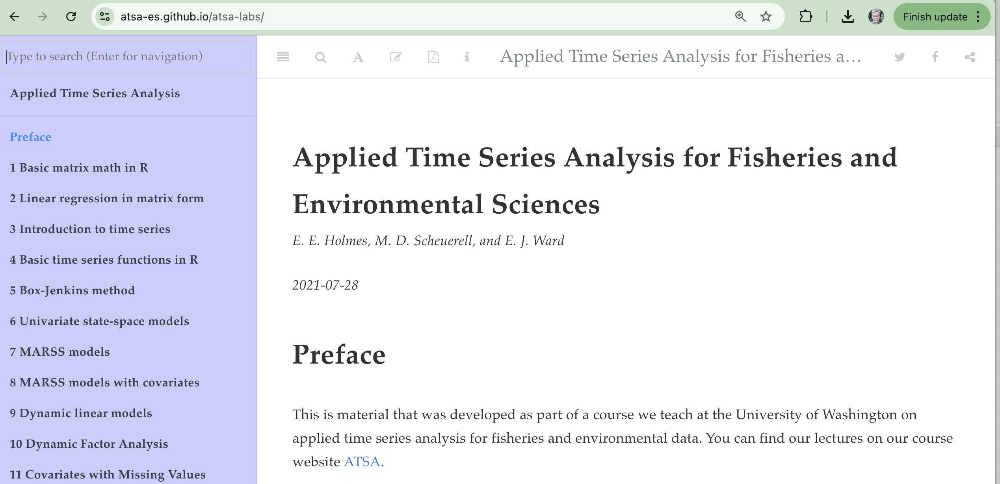 atsa-es.github.io/atsa-labs/
Finish update
Type to search (Enter for navigation)
Applied Time Series Analysis
Preface
1 Basic matrix math in R
2 Linear regression in matrix form
3 Introduction to time series
4 Basic time series functions in R
5 Box-Jenkins method
6 Univariate state-space models
7 MARSS models
8 MARSS models with covariates
9 Dynamic linear models
10 Dynamic Factor Analysis
11 Covariates with Missing Values
A
Applied Time Series Analysis for Fisheries a...
Applied Time Series Analysis for Fisheries and
Environmental Sciences
E. E. Holmes, M. D. Scheuerell, and E. J. Ward
2021-07-28
Preface
This is material that was developed as part of a course we teach at the University of Washington on
applied time series analysis for fisheries and environmental data. You can find our lectures on our course
website ATSA.